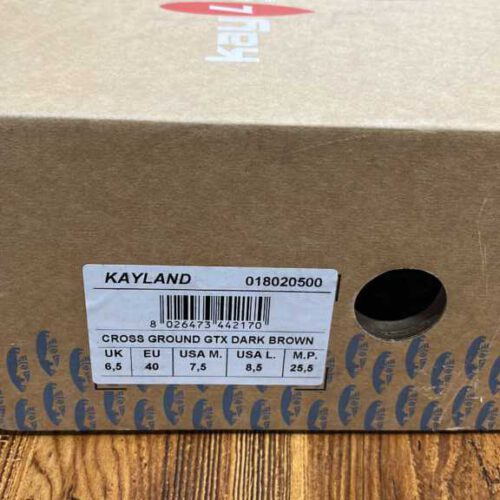 kayL
KAYLAND 018020500
8 026473 442170
CROSS GROUND GTX DARK BROWN
UK EU USA M. USA L. M.P.
6,5 40 7,5 8,5 25,5